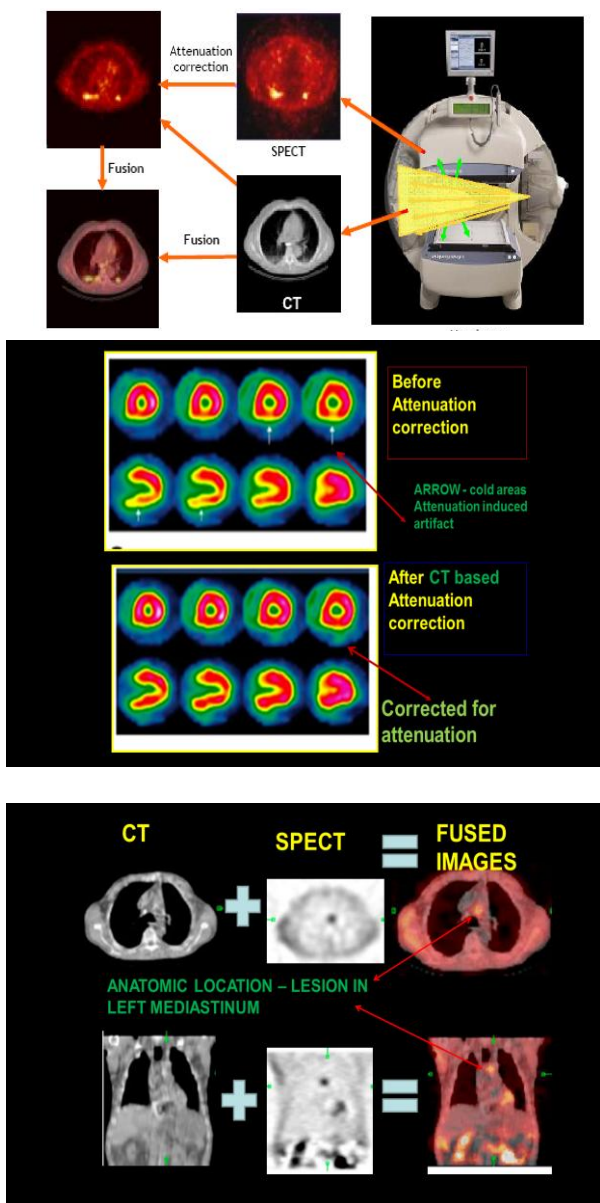 Attenuation
correction
SPECT
Fusion
Fusion
CT
Before
Attenuation
correction
ARROW - cold areas
Attenuation induced
artifact
After CT based
Attenuation
correction
Corrected for
attenuation
CT
SPECT
FUSED
IMAGES
ANATOMIC LOCATION – LESION IN
LEFT MEDIASTINUM